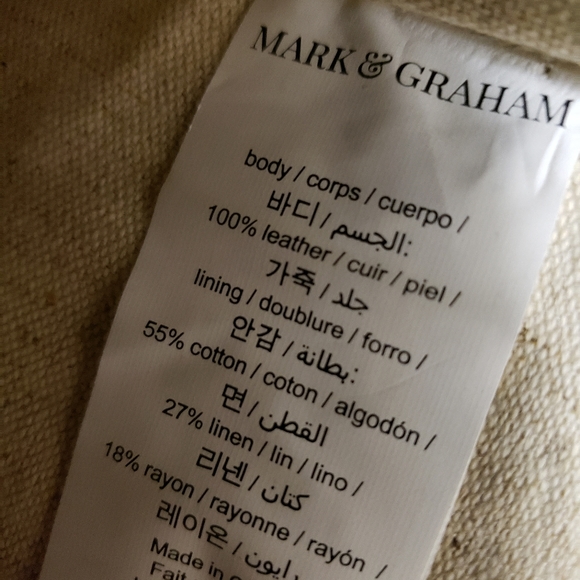 MARK & GRAHAM
body / corps / cuerpo /
바디 / الجسم:
100% leather / cuir / piel /
가죽 / جلد
lining / doublure / forro /
안감 / بطانة:
55% cotton / coton / algodón /
면 / القطن
27% linen / lin / lino /
리넨 / كتان
18% rayon / rayonne / rayón /
레이온 /
Made in
Fait